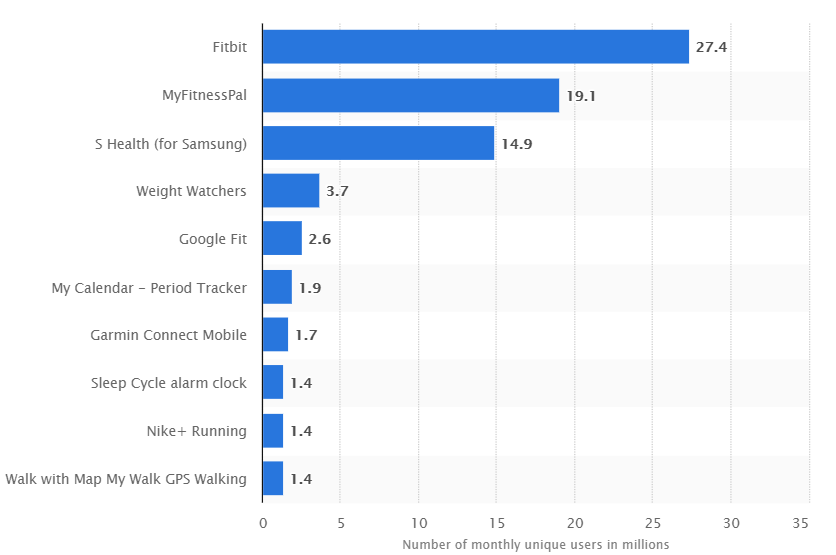 Fitbit 27.4
MyFitnessPal 19.1
S Health (for Samsung) 14.9
Weight Watchers 3.7
Google Fit 2.6
My Calendar – Period Tracker 1.9
Garmin Connect Mobile 1.7
Sleep Cycle alarm clock 1.4
Nike+ Running 1.4
Walk with Map My Walk GPS Walking 1.4
0 5 10 15 20 25 30 35
Number of monthly unique users in millions